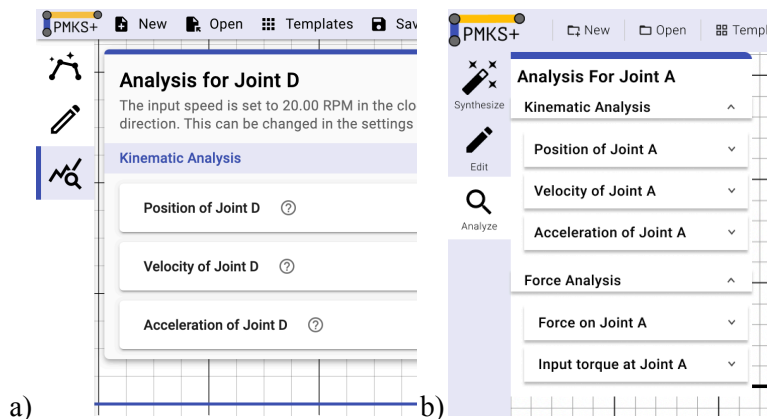 PMKS+ New Open Templates Sav
Analysis for Joint D
The input speed is set to 20.00 RPM in the clo
direction. This can be changed in the settings
Kinematic Analysis
Position of Joint D ?
Velocity of Joint D ?
Acceleration of Joint D ?
a)
PMKS+ New Open Templ
Synthesize
Edit
Analyze
Analysis For Joint A
Kinematic Analysis
Position of Joint A
Velocity of Joint A
Acceleration of Joint A
Force Analysis
Force on Joint A
Input torque at Joint A
b)